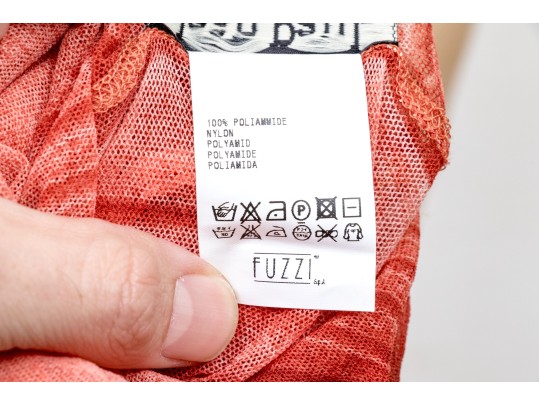 100% POLIAMMIDE
NYLON
POLYAMID
POLYAMIDE
POLIAMIDA
P
FUZZI
S.p.A.